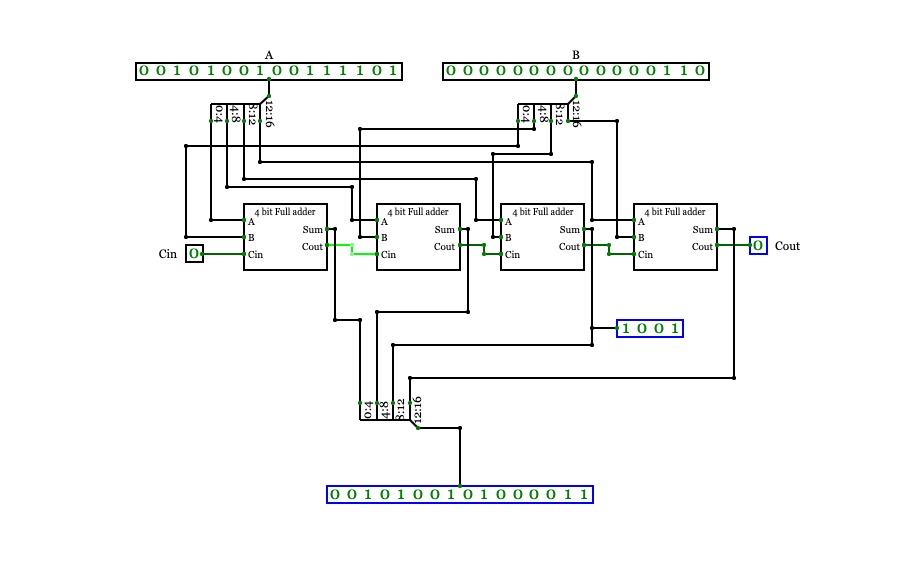 A B
0 0 1 0 1 0 0 1 0 0 1 1 1 1 0 1 0 0 0 0 0 0 0 0 0 0 0 0 0 1 1 0
0:4 4:8 8:12 12:16 0:4 4:8 8:12 12:16
4 bit Full adder 4 bit Full adder 4 bit Full adder 4 bit Full adder
A A A A
Sum Sum Sum Sum
B B B B
Cin 0 Cout Cout Cout Cout 0 Cout
Cin Cin Cin Cin
1 0 0 1
0:4 4:8 8:12 12:16
0 0 1 0 1 0 0 1 0 1 0 0 0 0 1 1